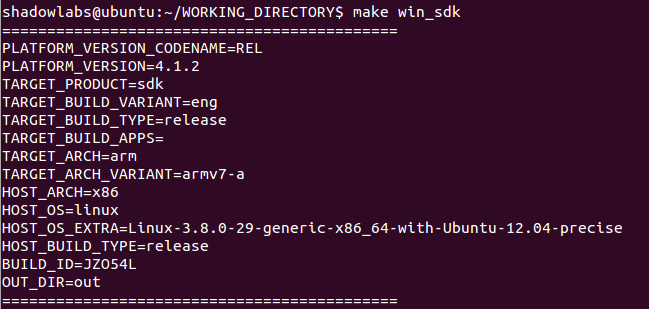 shadowlabs@ubuntu:~/WORKING_DIRECTORY$ make win_sdk
============================================
PLATFORM_VERSION_CODENAME=REL
PLATFORM_VERSION=4.1.2
TARGET_PRODUCT=sdk
TARGET_BUILD_VARIANT=eng
TARGET_BUILD_TYPE=release
TARGET_BUILD_APPS=
TARGET_ARCH=arm
TARGET_ARCH_VARIANT=armv7-a
HOST_ARCH=x86
HOST_OS=linux
HOST_OS_EXTRA=Linux-3.8.0-29-generic-x86_64-with-Ubuntu-12.04-precise
HOST_BUILD_TYPE=release
BUILD_ID=JZO54L
OUT_DIR=out
============================================